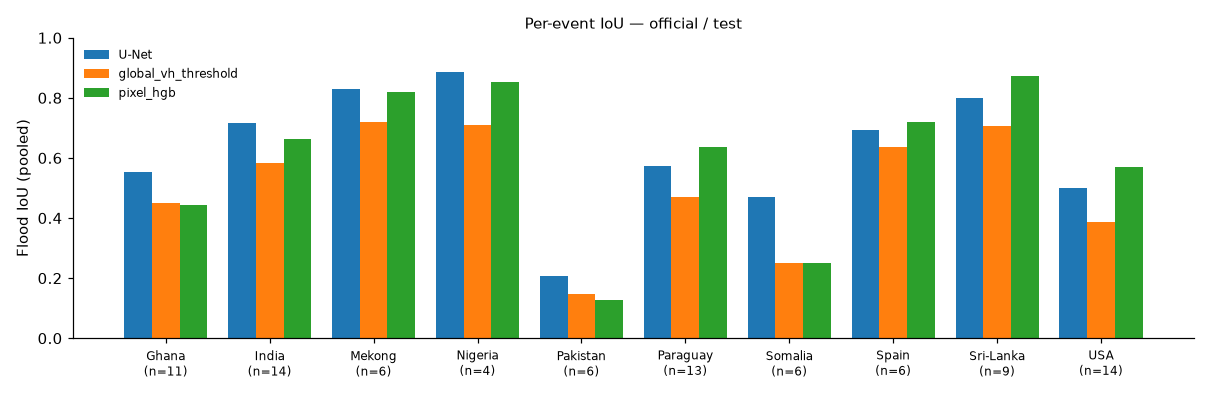 Per-event IoU — official / test
U-Net
global_vh_threshold
pixel_hgb
Flood IoU (pooled)
1.0
0.8
0.6
0.4
0.2
0.0
Ghana India Mekong Nigeria Pakistan Paraguay Somalia Spain Sri-Lanka USA
(n=11) (n=14) (n=6) (n=4) (n=6) (n=13) (n=6) (n=6) (n=9) (n=14)